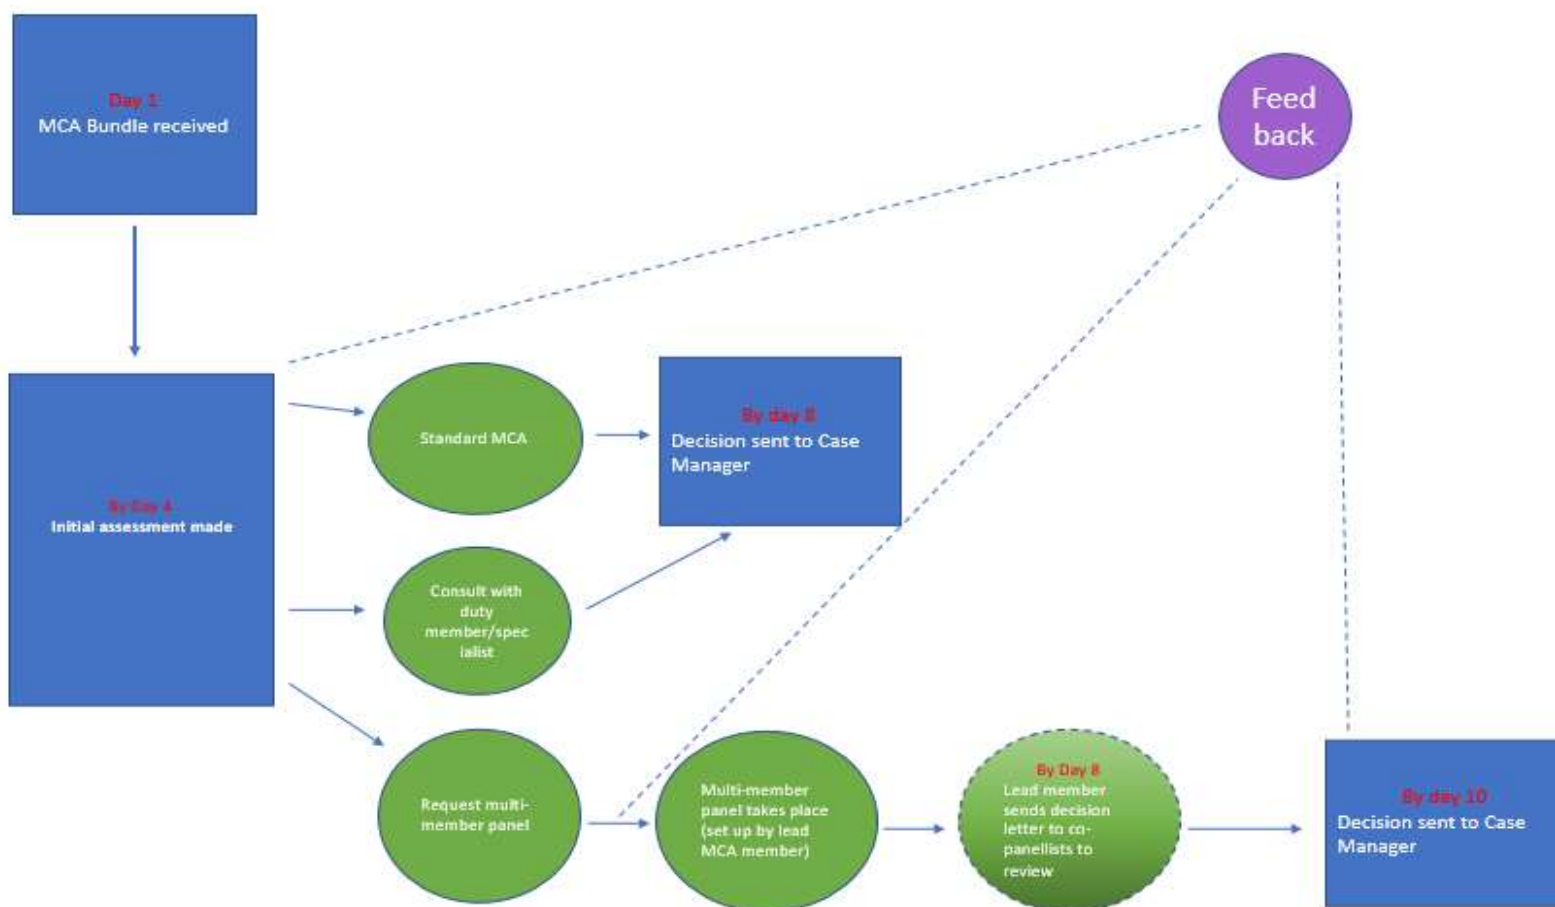 Day 1
MCA Bundle received
Feed
back
By Day 4
Initial assessment made
Standard MCA
By day 8
Decision sent to Case
Manager
Consult with
duty
member/spec
ialist
Request multi-
member panel
Multi-member
panel takes place
(set up by lead
MCA member)
By Day 8
Lead member
sends decision
letter to co-
panellists to
review
By day 10
Decision sent to Case
Manager